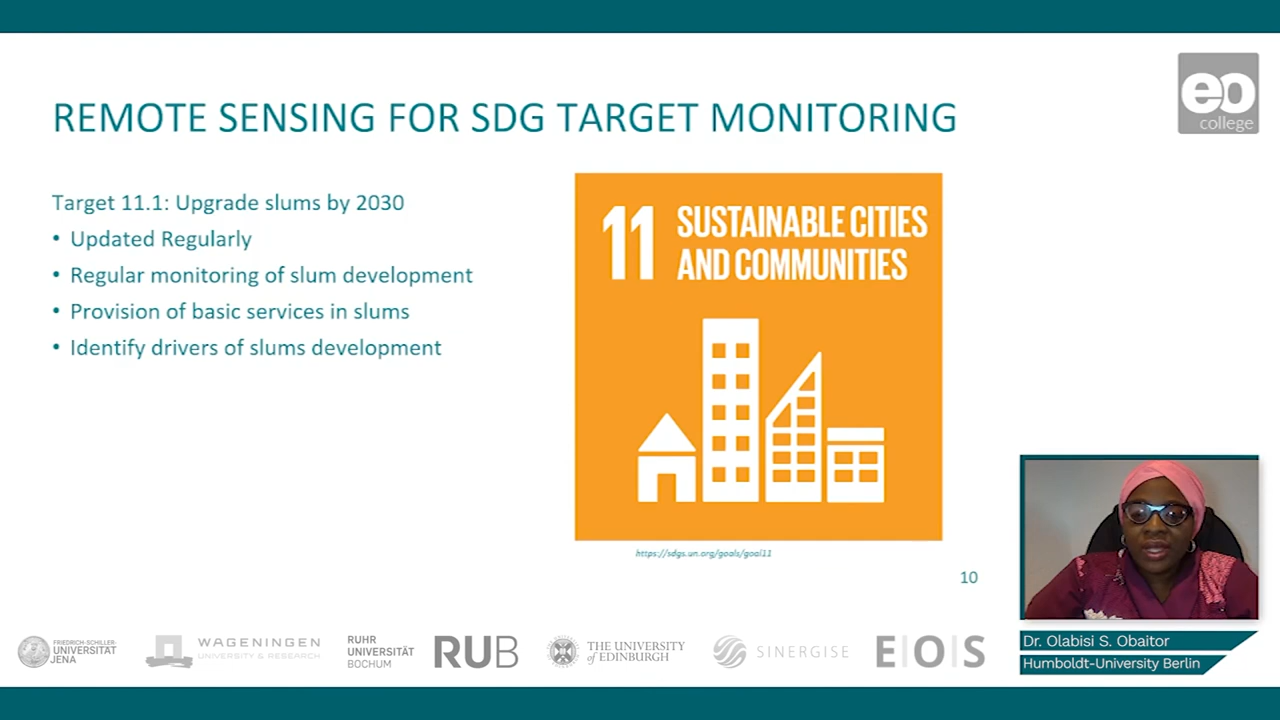 eo
college
REMOTE SENSING FOR SDG TARGET MONITORING
Target 11.1: Upgrade slums by 2030
• Updated Regularly
• Regular monitoring of slum development
• Provision of basic services in slums
• Identify drivers of slums development
11 SUSTAINABLE CITIES
AND COMMUNITIES
https://sdgs.un.org/goals/goal11
10
Dr. Olabisi S. Obaitor
Humboldt-University Berlin
FRIEDRICH-SCHILLER-
UNIVERSITÄT
JENA
WAGENINGEN
UNIVERSITY & RESEARCH
RUHR
UNIVERSITÄT
BOCHUM
RUB
THE UNIVERSITY
of EDINBURGH
SINERGISE
E|O|S